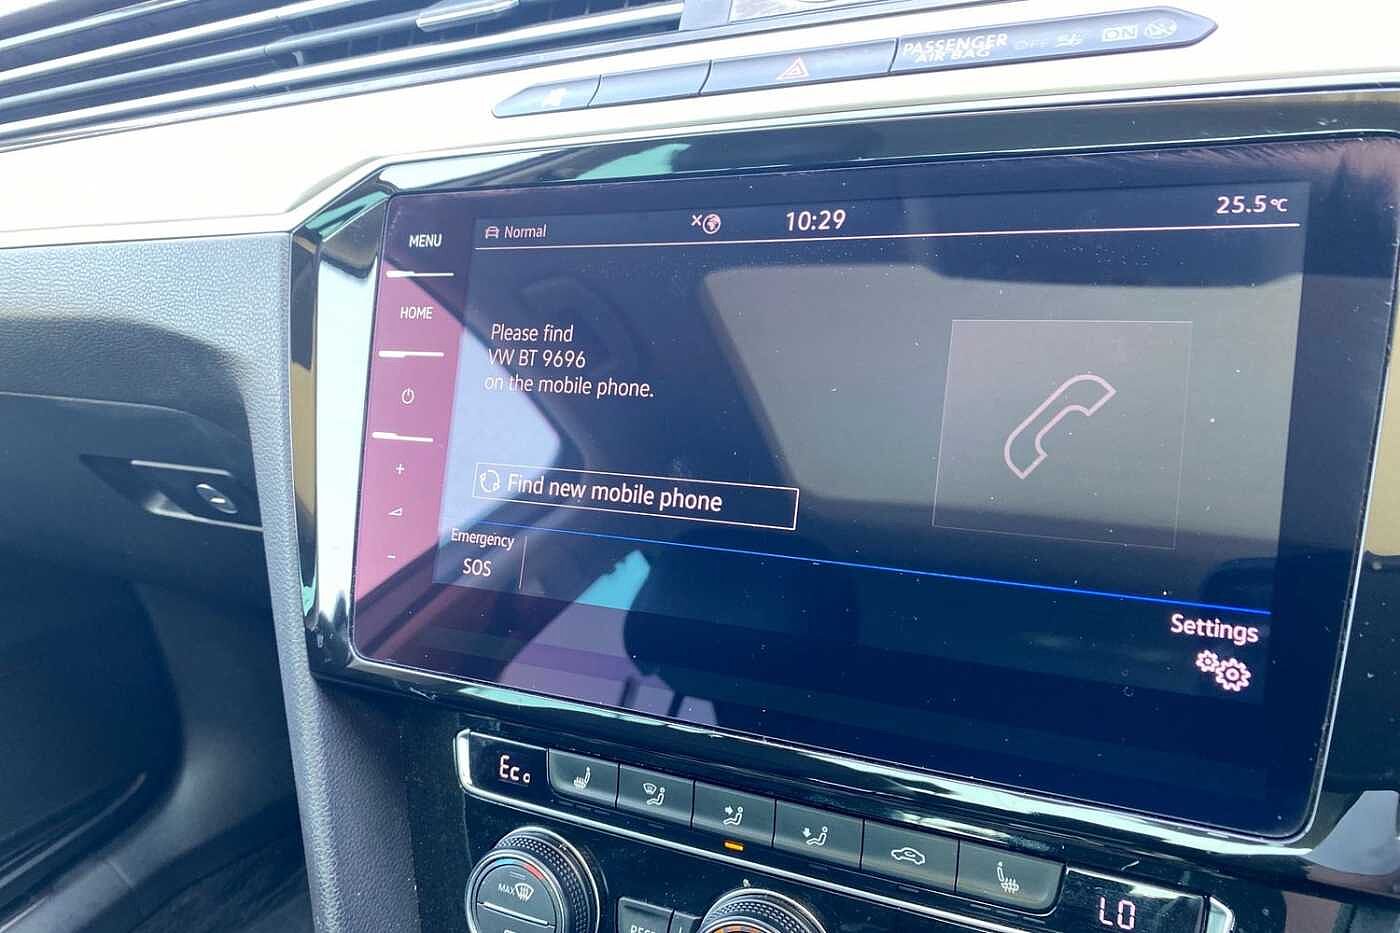 PASSENGER
AIR BAG
OFF
ON
MENU
HOME
Normal
10:29
25.5°C
Please find
VW BT 9696
on the mobile phone.
Find new mobile phone
Emergency
SOS
Settings
Eco
LO
MAX